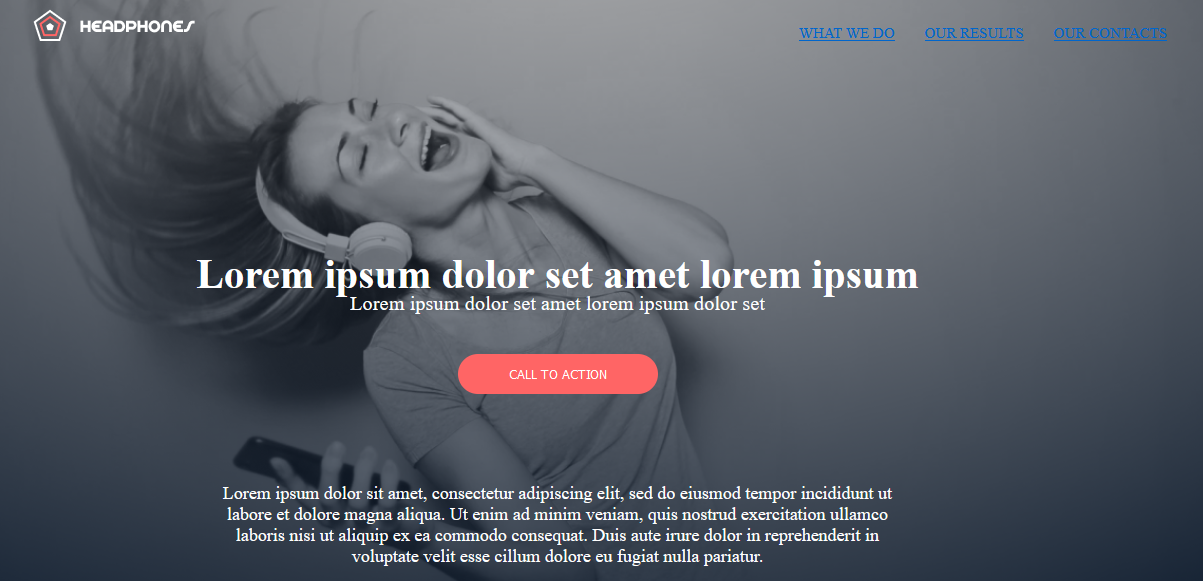 HEADPHONES
WHAT WE DO OUR RESULTS OUR CONTACTS
Lorem ipsum dolor set amet lorem ipsum
Lorem ipsum dolor set amet lorem ipsum dolor set
CALL TO ACTION
Lorem ipsum dolor sit amet, consectetur adipiscing elit, sed do eiusmod tempor incididunt ut
labore et dolore magna aliqua. Ut enim ad minim veniam, quis nostrud exercitation ullamco
laboris nisi ut aliquip ex ea commodo consequat. Duis aute irure dolor in reprehenderit in
voluptate velit esse cillum dolore eu fugiat nulla pariatur.